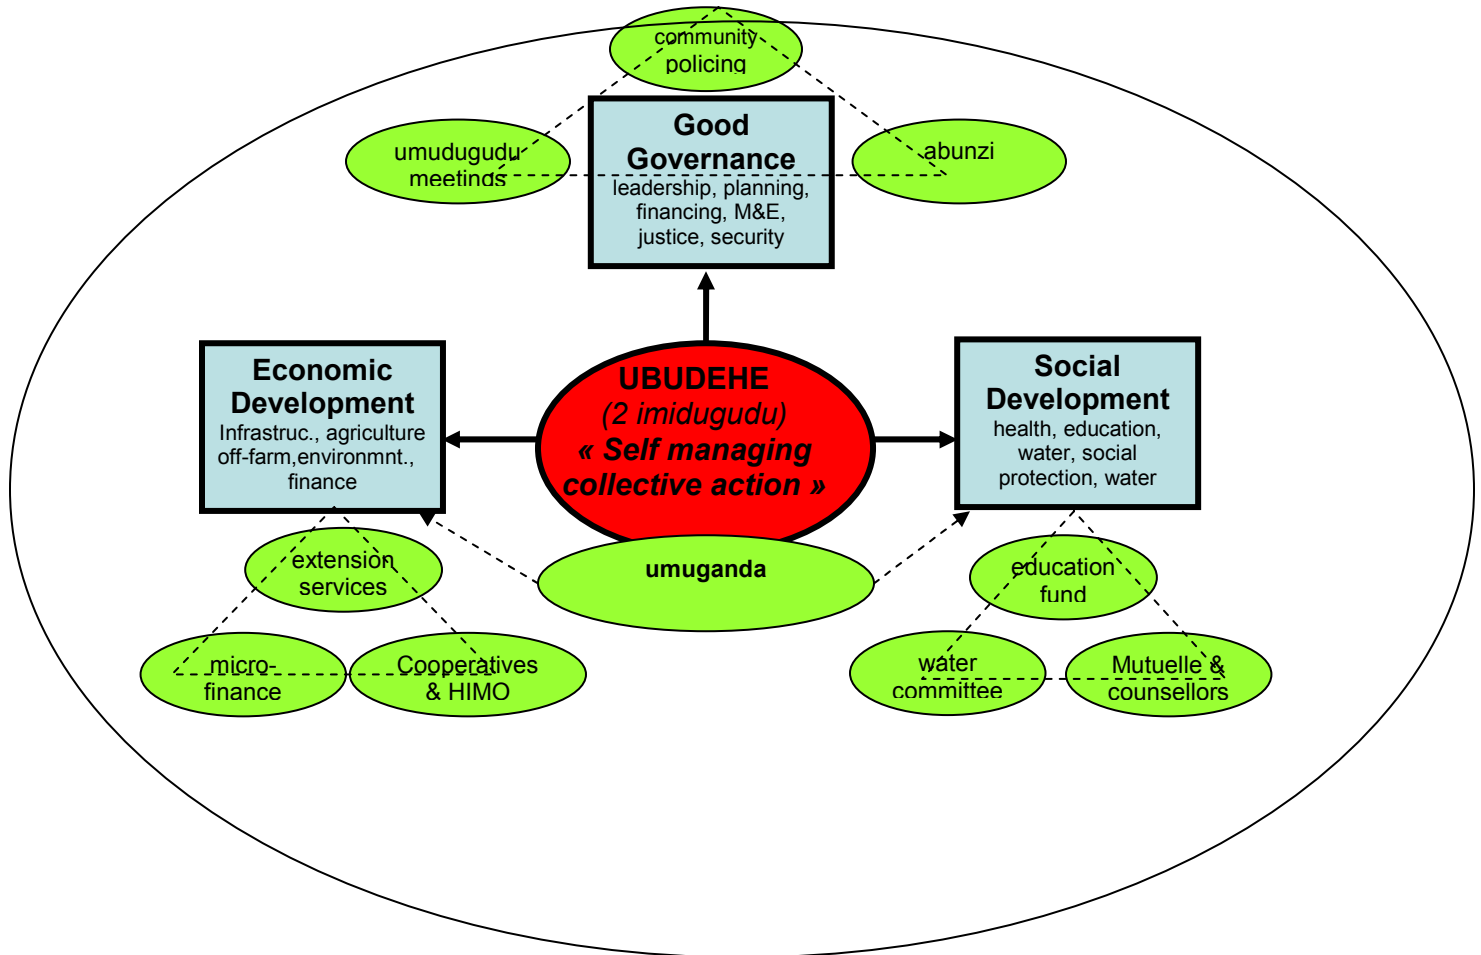 community
policing
Good
Governance
leadership, planning,
financing, M&E,
justice, security
umudugudu
meetings
abunzi
Economic
Development
Infrastruc., agriculture
off-farm,environmnt.,
finance
UBUDEHE
(2 imidugudu)
« Self managing
collective action »
Social
Development
health, education,
water, social
protection, water
extension
services
umuganda
education
fund
micro-
finance
Cooperatives
& HIMO
water
committee
Mutuelle &
counsellors